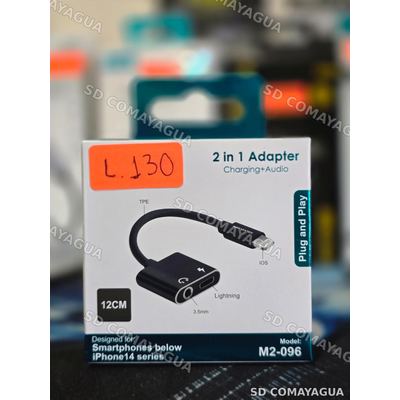 SD COMAYAGUA
L.130
2 in 1 Adapter
Charging+Audio
Plug and Play
TPE
iOS
Lightning
3.5mm
12CM
Designed for:
Smartphones below
iPhone14 series
Model:
M2-096
SD COMAYAGUA